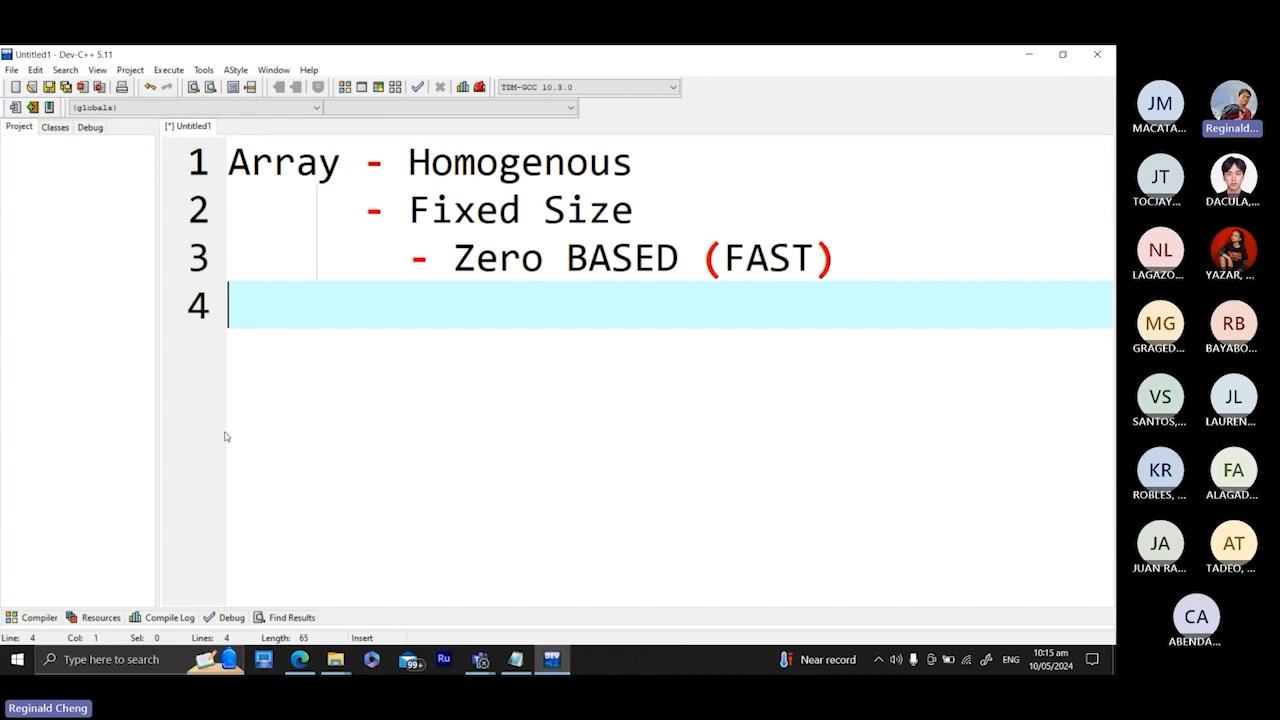 Untitled1 - Dev-C++ 5.11
File Edit Search View Project Execute Tools AStyle Window Help
TDM-GCC 10.3.0
(globals)
Project Classes Debug
[*] Untitled1
1 Array - Homogenous
2 - Fixed Size
3 - Zero BASED (FAST)
4
Compiler Resources Compile Log Debug Find Results
Line: 4 Col: 1 Sel: 0 Lines: 4 Length: 65 Insert
Type here to search
99+
Ru
DEV
Near record
ENG
10:15 am
10/05/2024
JM
MACATA...
Reginald...
JT
TOCJAY...
DACULA,...
NL
LAGAZO...
YAZAR, ...
MG
GRAGED...
RB
BAYABO...
VS
SANTOS,...
JL
LAUREN...
KR
ROBLES, ...
FA
ALAGAD...
JA
JUAN RA...
AT
TADEO, ...
CA
ABENDA...
Reginald Cheng